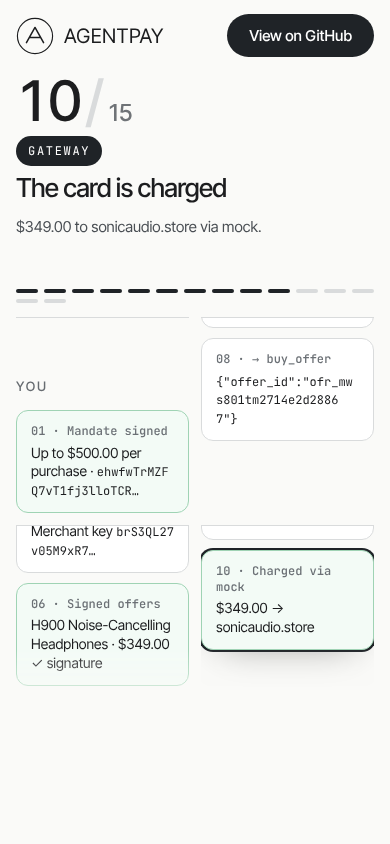 AGENTPAY
View on GitHub
10/15
GATEWAY
The card is charged
$349.00 to sonicaudio.store via mock.
08 · → buy_offer
{"offer_id":"ofr_mw
s801tm2714e2d2886
7"}
YOU
01 · Mandate signed
Up to $500.00 per
purchase · ehwfwTrMZF
Q7vT1fj3lloTCR…
Merchant key brS3QL27
v05M9xR7…
10 · Charged via
mock
$349.00 →
sonicaudio.store
06 · Signed offers
H900 Noise-Cancelling
Headphones · $349.00
✓ signature